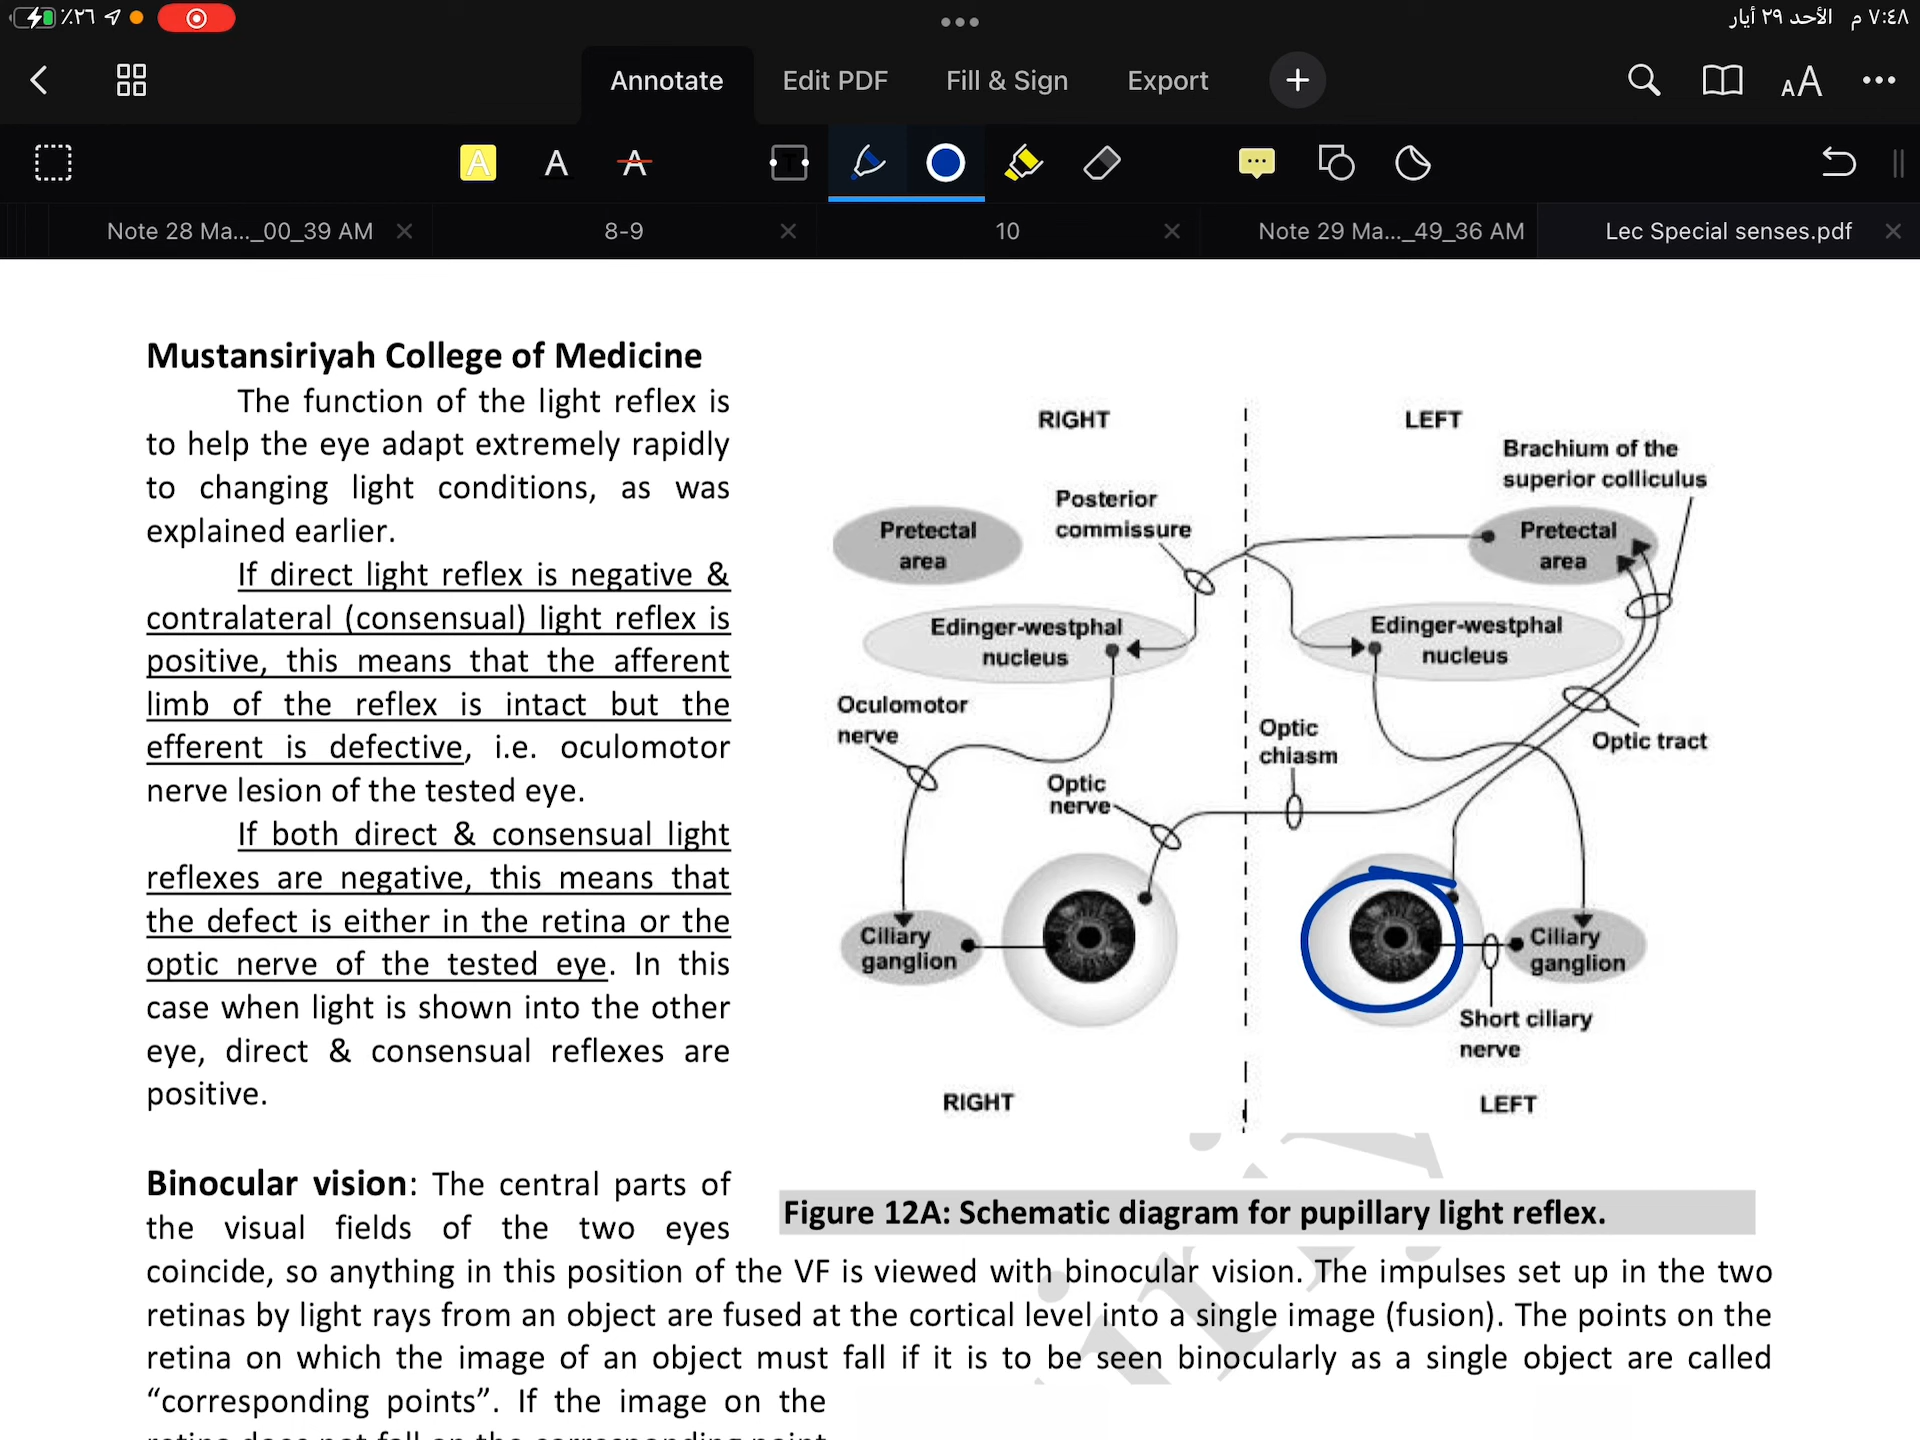 ٪٢٦
٧:٤٨ م الأحد ٢٩ أيار
Annotate Edit PDF Fill & Sign Export
AA
A A A T
Note 28 Ma..._00_39 AM
8-9
10
Note 29 Ma..._49_36 AM
Lec Special senses.pdf
Mustansiriyah College of Medicine
The function of the light reflex is
to help the eye adapt extremely rapidly
to changing light conditions, as was
explained earlier.
If direct light reflex is negative &
contralateral (consensual) light reflex is
positive, this means that the afferent
limb of the reflex is intact but the
efferent is defective, i.e. oculomotor
nerve lesion of the tested eye.
If both direct & consensual light
reflexes are negative, this means that
the defect is either in the retina or the
optic nerve of the tested eye. In this
case when light is shown into the other
eye, direct & consensual reflexes are
positive.
RIGHT
LEFT
Brachium of the
superior colliculus
Posterior
commissure
Pretectal
area
Pretectal
area
Edinger-westphal
nucleus
Edinger-westphal
nucleus
Oculomotor
nerve
Optic
chiasm
Optic tract
Optic
nerve
Ciliary
ganglion
Ciliary
ganglion
Short ciliary
nerve
RIGHT
LEFT
Figure 12A: Schematic diagram for pupillary light reflex.
Binocular vision: The central parts of
the visual fields of the two eyes
coincide, so anything in this position of the VF is viewed with binocular vision. The impulses set up in the two
retinas by light rays from an object are fused at the cortical level into a single image (fusion). The points on the
retina on which the image of an object must fall if it is to be seen binocularly as a single object are called
“corresponding points”. If the image on the